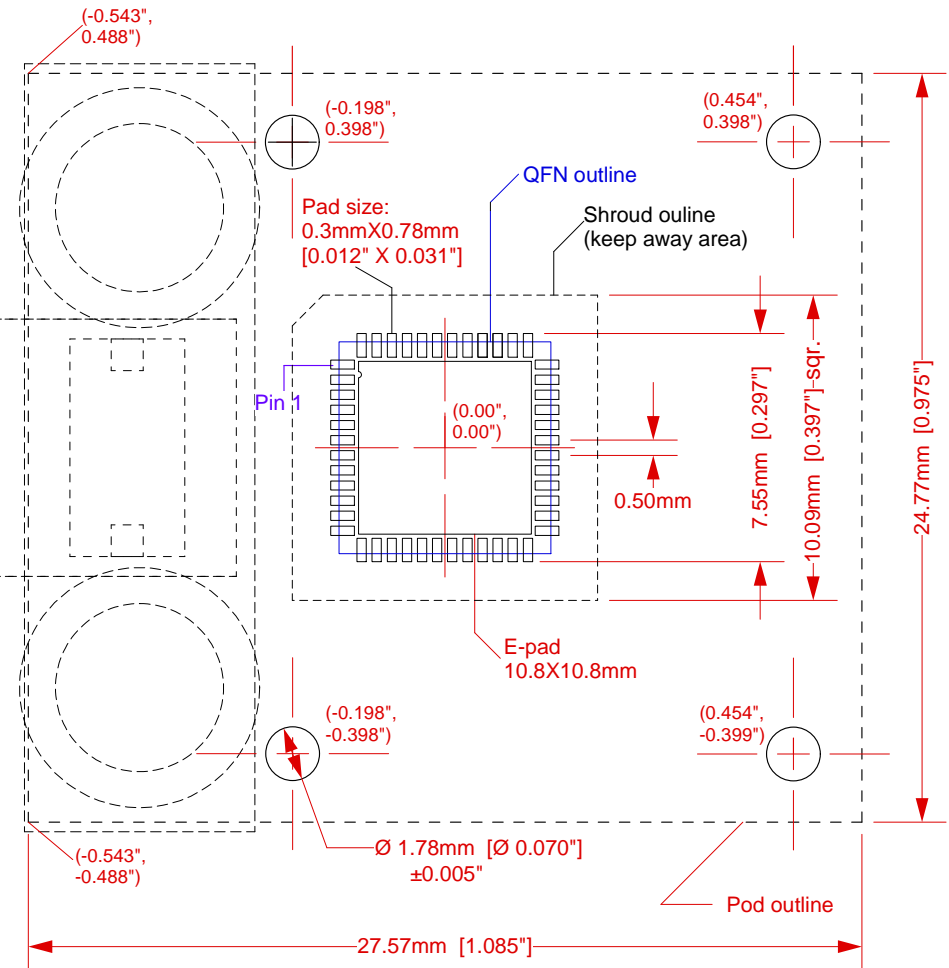 (-0.543",
0.488")
(-0.198",
0.398")
(0.454",
0.398")
QFN outline
Pad size:
0.3mmX0.78mm
[0.012" X 0.031"]
Shroud ouline
(keep away area)
Pin 1
(0.00",
0.00")
0.50mm
7.55mm [0.297"]
10.09mm [0.397"]-sqr.
24.77mm [0.975"]
E-pad
10.8X10.8mm
(-0.198",
-0.398")
(0.454",
-0.399")
Ø 1.78mm [Ø 0.070"]
±0.005"
(-0.543",
-0.488")
Pod outline
27.57mm [1.085"]